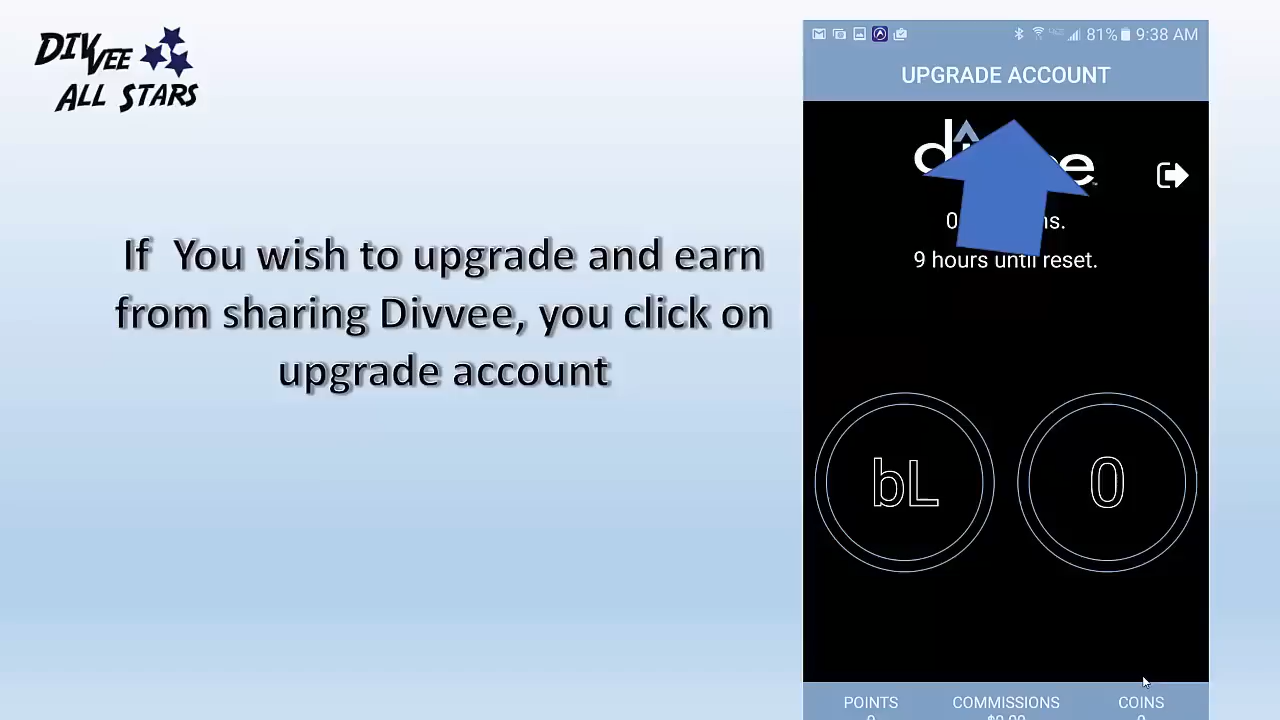 DIVVEE
ALL STARS
81% 9:38 AM
UPGRADE ACCOUNT
9 hours until reset.
If You wish to upgrade and earn
from sharing Divvee, you click on
upgrade account
bL 0
POINTS COMMISSIONS COINS